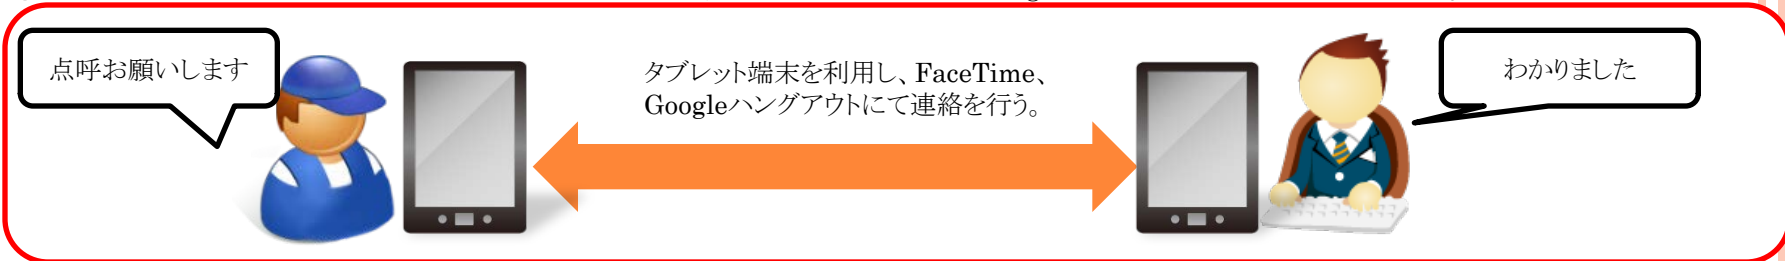 点呼お願いします
タブレット端末を利用し、FaceTime、
Googleハングアウトにて連絡を行う。
わかりました